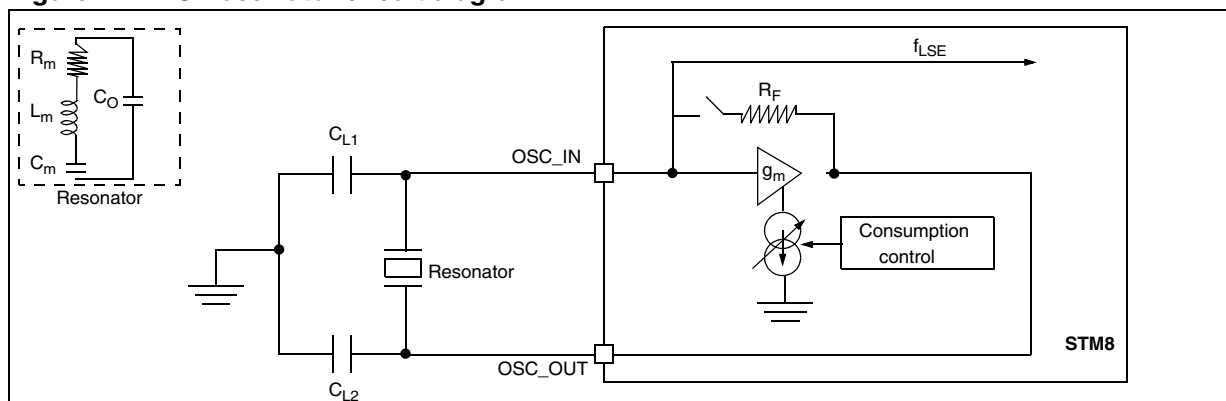 R_m
L_m
C_O
C_m
Resonator
C_L1
C_L2
Resonator
OSC_IN
OSC_OUT
f_LSE
R_F
g_m
Consumption
control
STM8